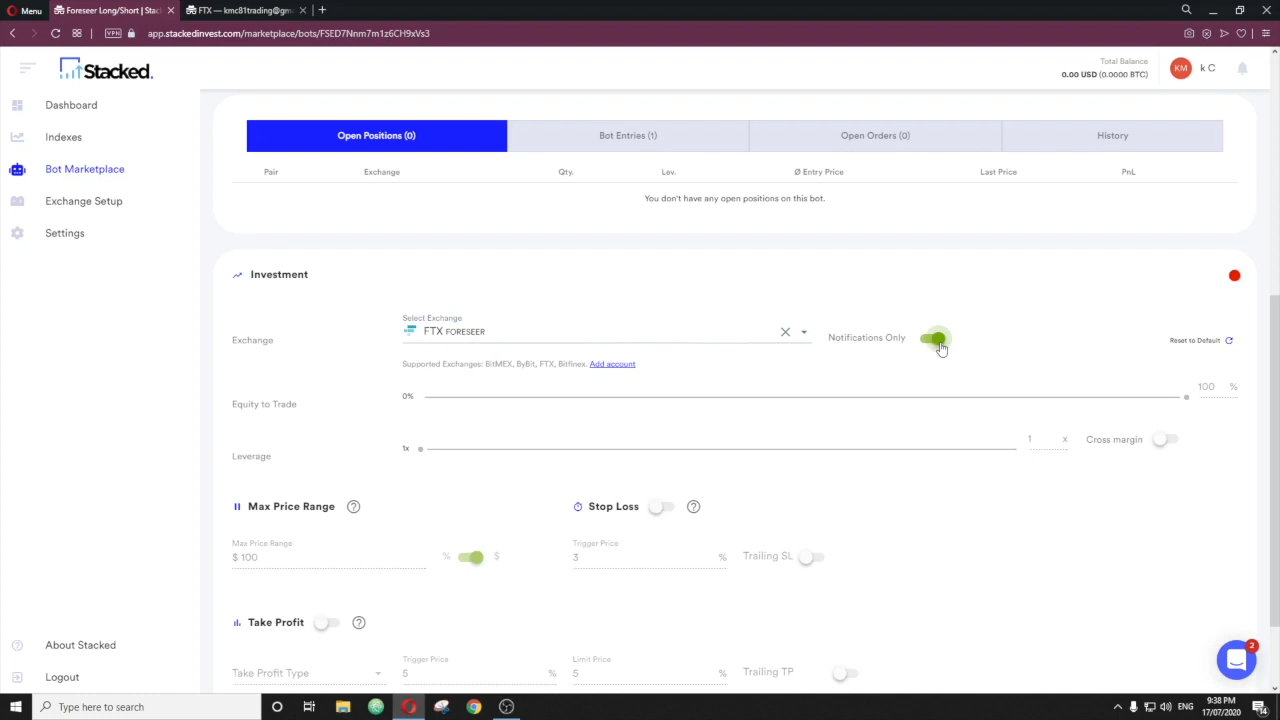 Menu
Foreseer Long/Short | Stac
FTX — kmc81trading@gm
VPN
app.stackedinvest.com/marketplace/bots/FSED7Nnm7m1z6CH9xVs3
Stacked.
Total Balance
0.00 USD (0.0000 BTC)
KM
k C
Dashboard
Indexes
Bot Marketplace
Exchange Setup
Settings
About Stacked
Logout
Open Positions (0)
Bot Entries (1)
Open Orders (0)
History
Pair
Exchange
Qty.
Lev.
Ø Entry Price
Last Price
PnL
You don't have any open positions on this bot.
Investment
Exchange
Select Exchange
FTX FORESEER
Notifications Only
Reset to Default
Supported Exchanges: BitMEX, ByBit, FTX, Bitfinex. Add account
Equity to Trade
0%
100 %
Leverage
1x
1 x
Cross margin
Max Price Range
Stop Loss
Max Price Range
$ 100
% $
Trigger Price
3 %
Trailing SL
Take Profit
Take Profit Type
Trigger Price
5 %
Limit Price
5 %
Trailing TP
2
Type here to search
ENG
9:38 PM
17/07/2020
14